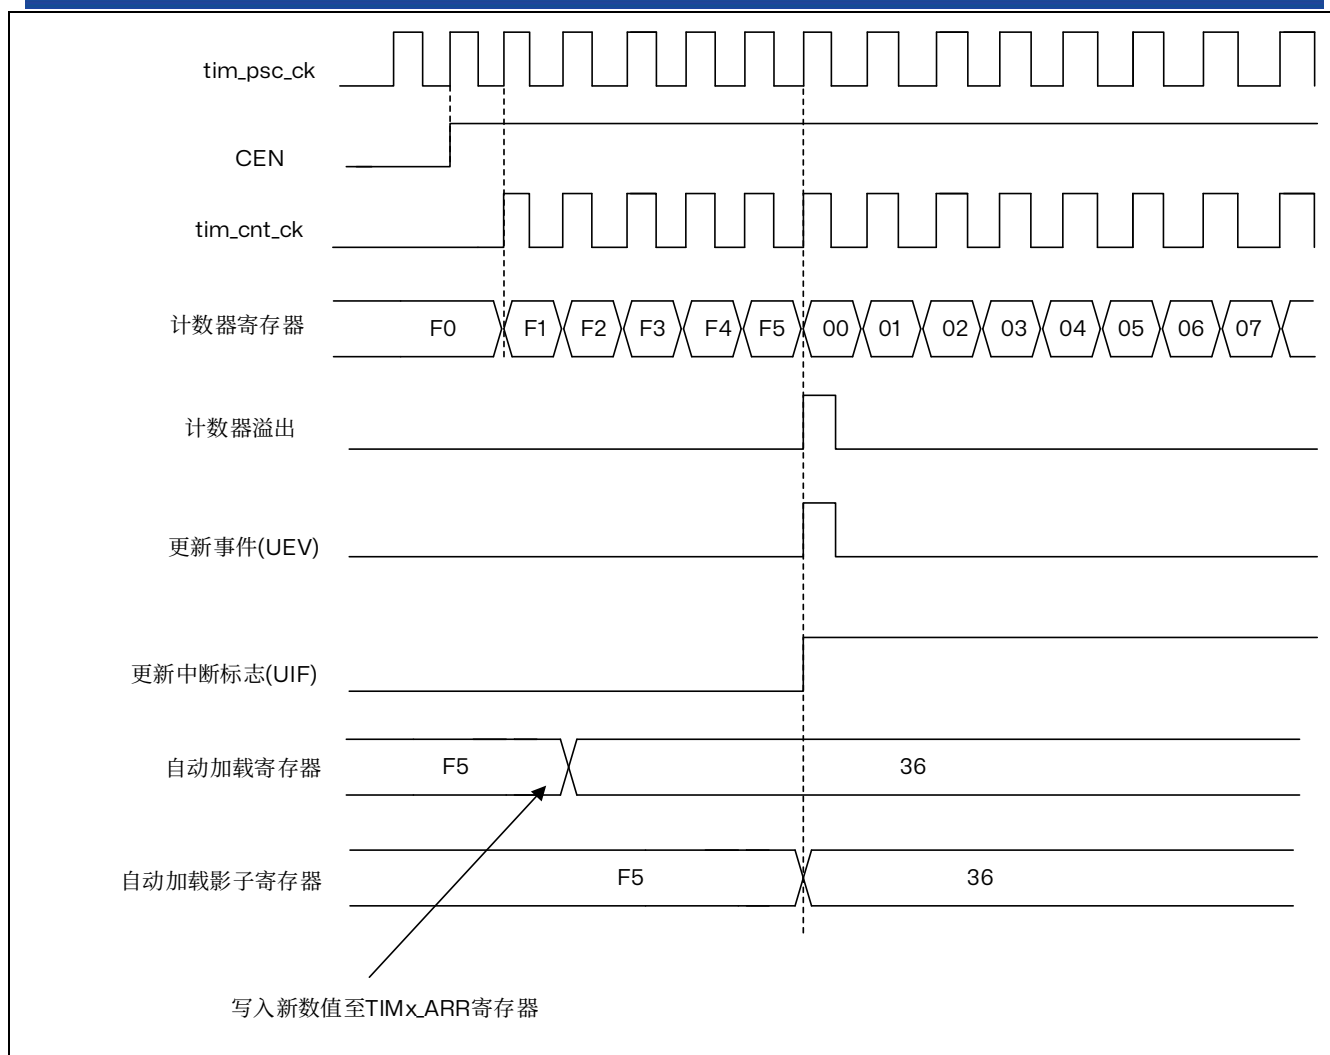 tim_psc_ck
CEN
tim_cnt_ck
计数器寄存器 F0 F1 F2 F3 F4 F5 00 01 02 03 04 05 06 07
计数器溢出
更新事件(UEV)
更新中断标志(UIF)
自动加载寄存器 F5 36
自动加载影子寄存器 F5 36
写入新数值至TIMx_ARR寄存器